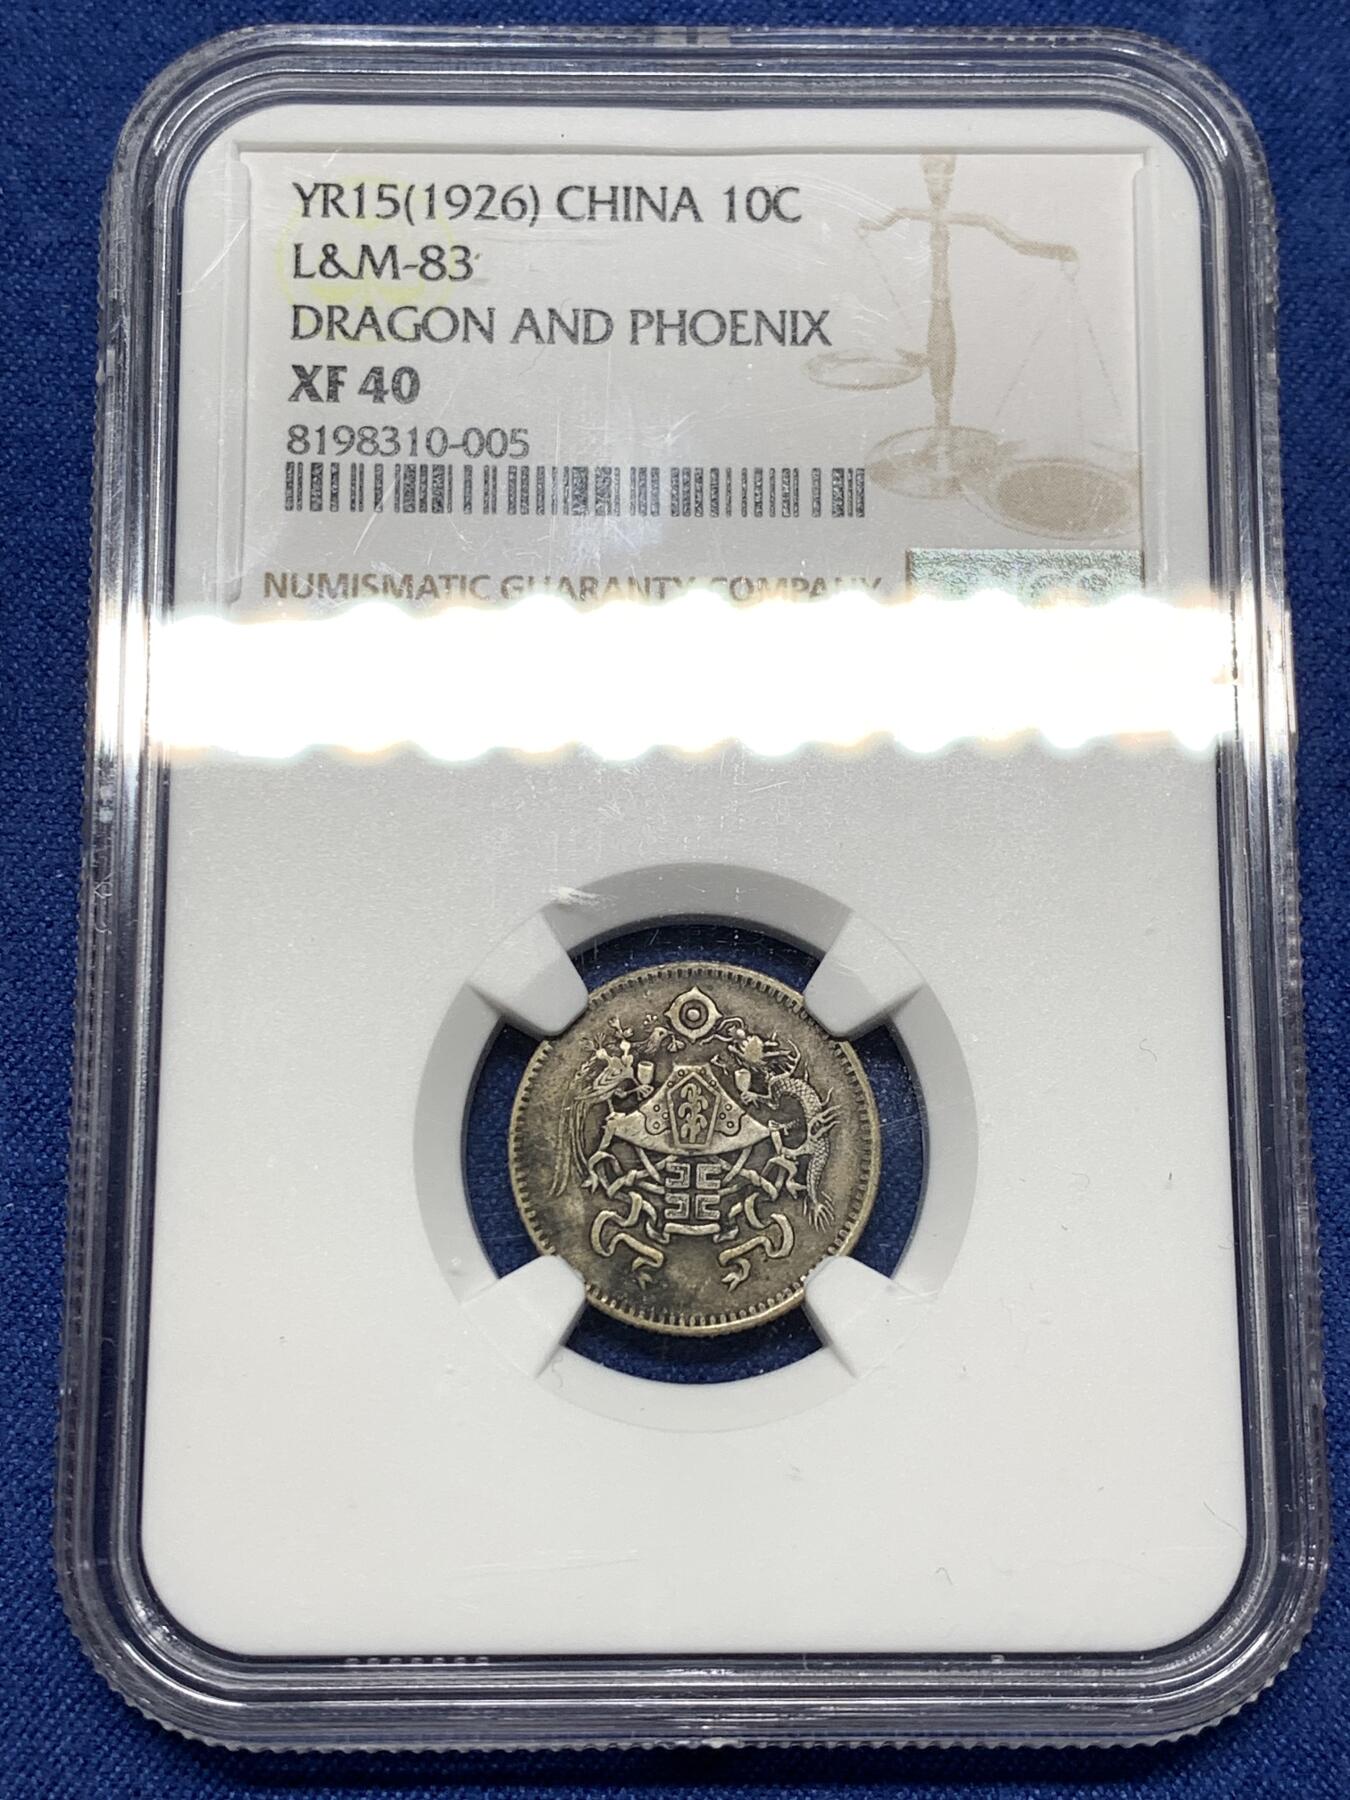 YR15(1926) CHINA 10C
L&M-83
DRAGON AND PHOENIX
XF 40
8198310-005
NUMISMATIC GUARANTY COMPANY